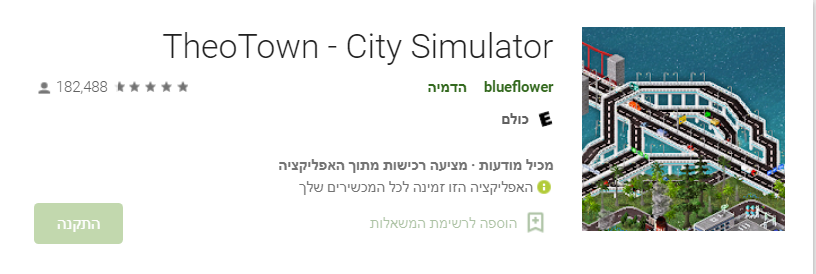 TheoTown - City Simulator
blueflower הדמיה 182,488
E כולם
מכיל מודעות · מציעה רכישות מתוך האפליקציה
האפליקציה הזו זמינה לכל המכשירים שלך
הוספה לרשימת המשאלות
התקנה